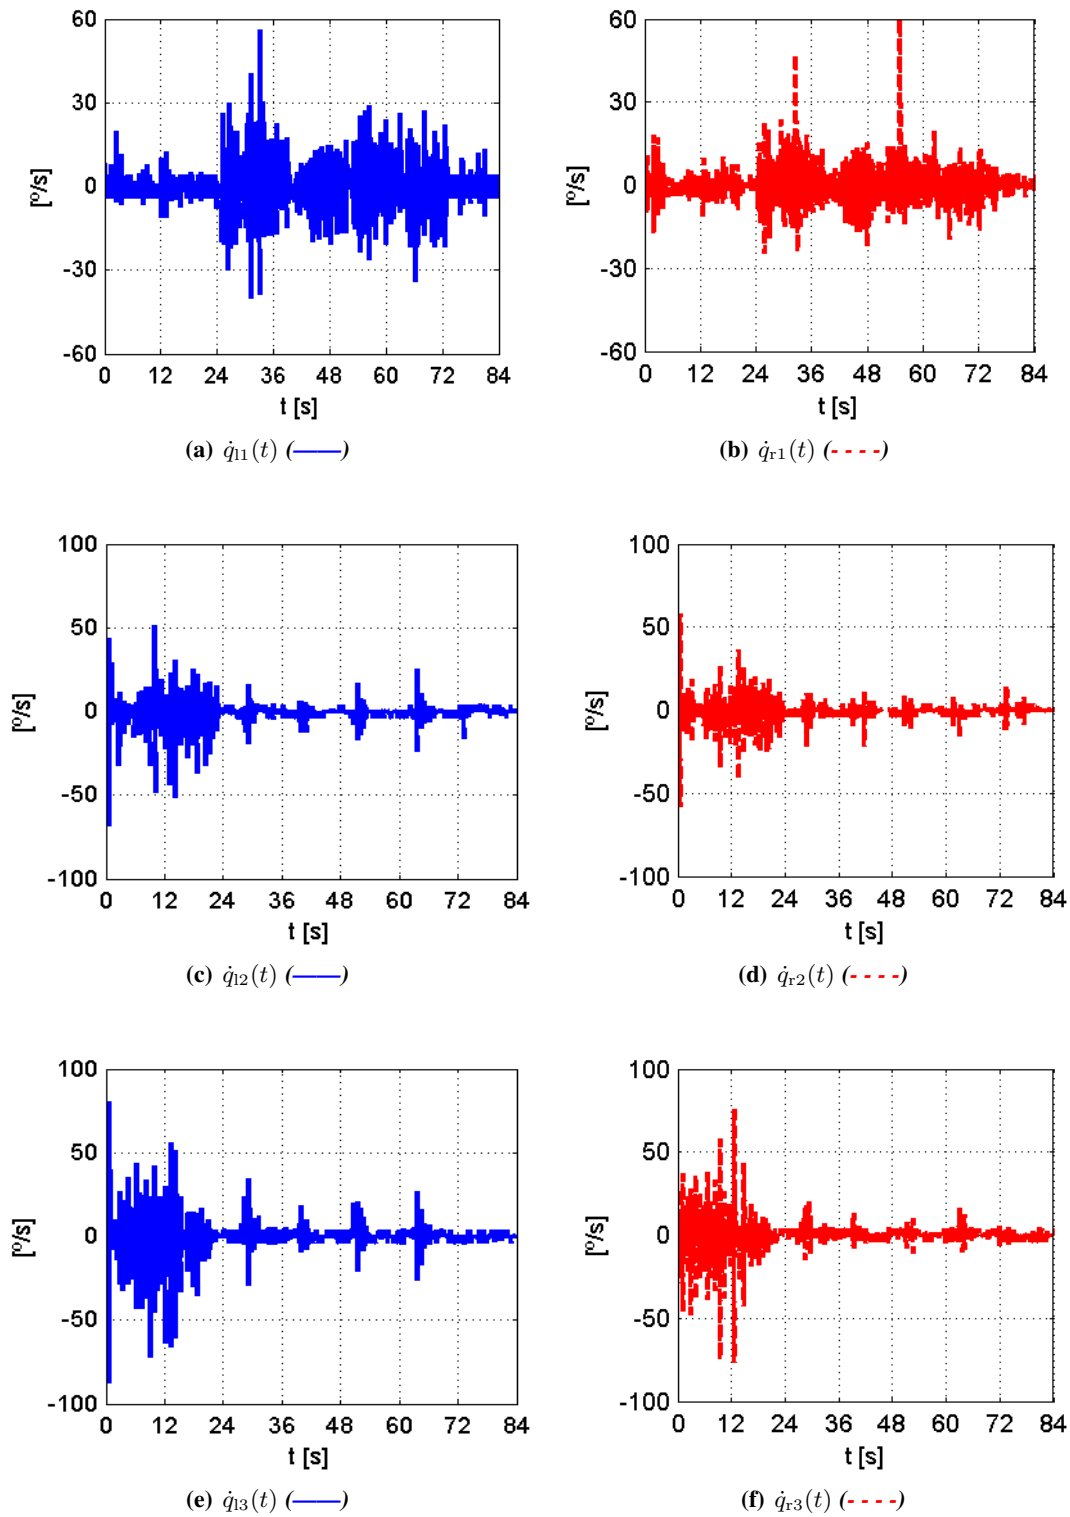 60
30
0
-30
-60
[º/s]
0 12 24 36 48 60 72 84
t [s]
(a) q̇l1(t) (——)
60
30
0
-30
-60
[º/s]
0 12 24 36 48 60 72 84
t [s]
(b) q̇r1(t) (- - - -)
100
50
0
-50
-100
[º/s]
0 12 24 36 48 60 72 84
t [s]
(c) q̇l2(t) (——)
100
50
0
-50
-100
[º/s]
0 12 24 36 48 60 72 84
t [s]
(d) q̇r2(t) (- - - -)
100
50
0
-50
-100
[º/s]
0 12 24 36 48 60 72 84
t [s]
(e) q̇l3(t) (——)
100
50
0
-50
-100
[º/s]
0 12 24 36 48 60 72 84
t [s]
(f) q̇r3(t) (- - - -)